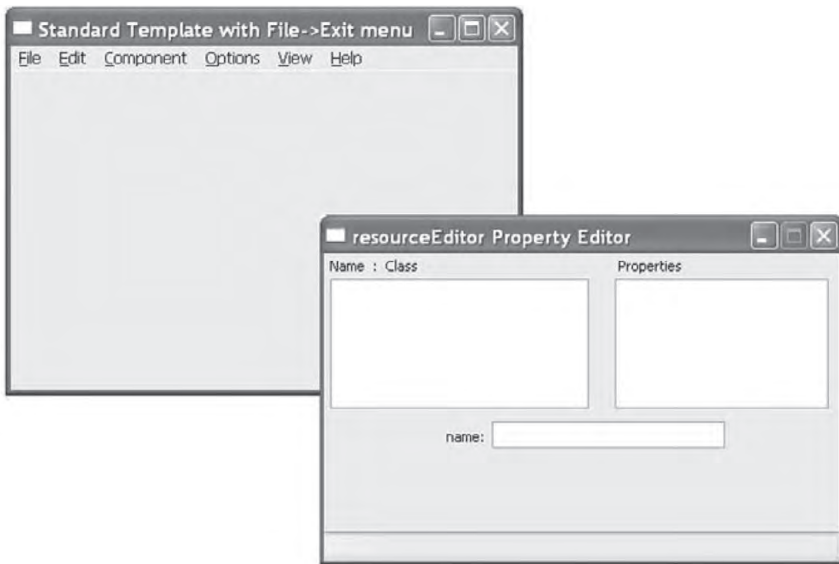 Standard Template with File->Exit menu
File Edit Component Options View Help
resourceEditor Property Editor
Name : Class
Properties
name: